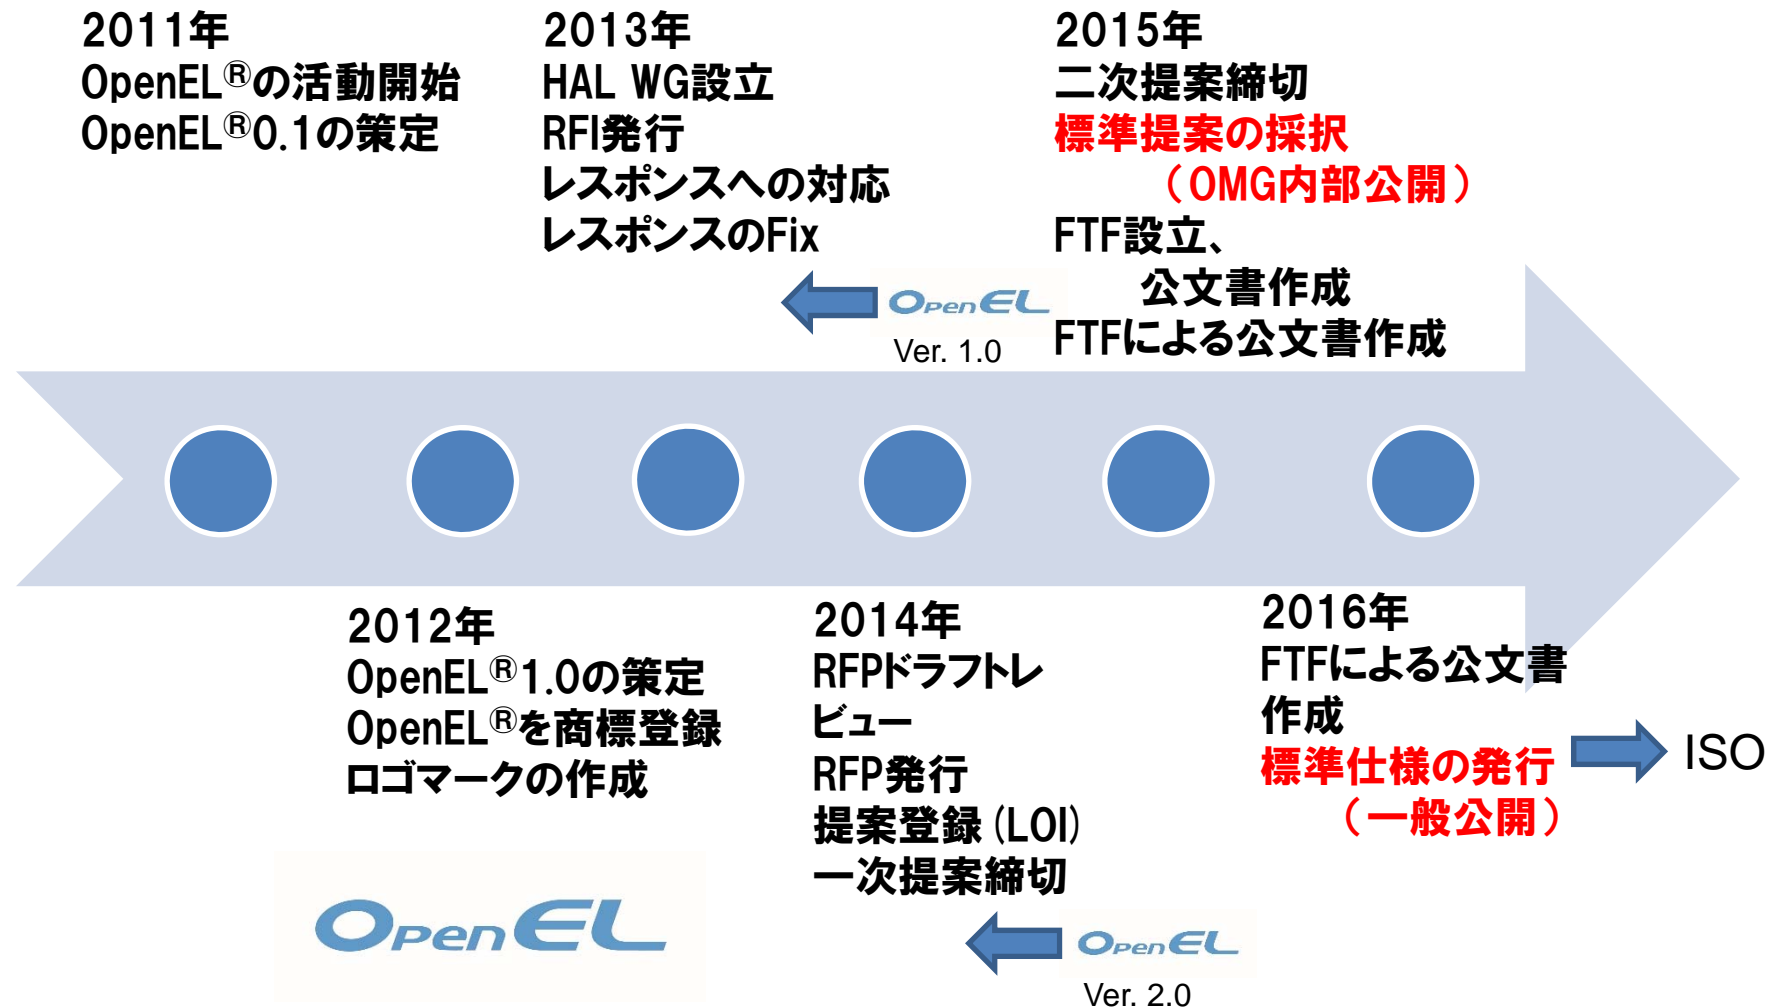 2011年
OpenEL®の活動開始
OpenEL®0.1の策定
2013年
HAL WG設立
RFI発行
レスポンスへの対応
レスポンスのFix
OpenEL
Ver. 1.0
2015年
二次提案締切
標準提案の採択
（OMG内部公開）
FTF設立、
公文書作成
FTFによる公文書作成
2012年
OpenEL®1.0の策定
OpenEL®を商標登録
ロゴマークの作成
OpenEL
2014年
RFPドラフトレ
ビュー
RFP発行
提案登録(LOI)
一次提案締切
OpenEL
Ver. 2.0
2016年
FTFによる公文書
作成
標準仕様の発行
（一般公開）
ISO